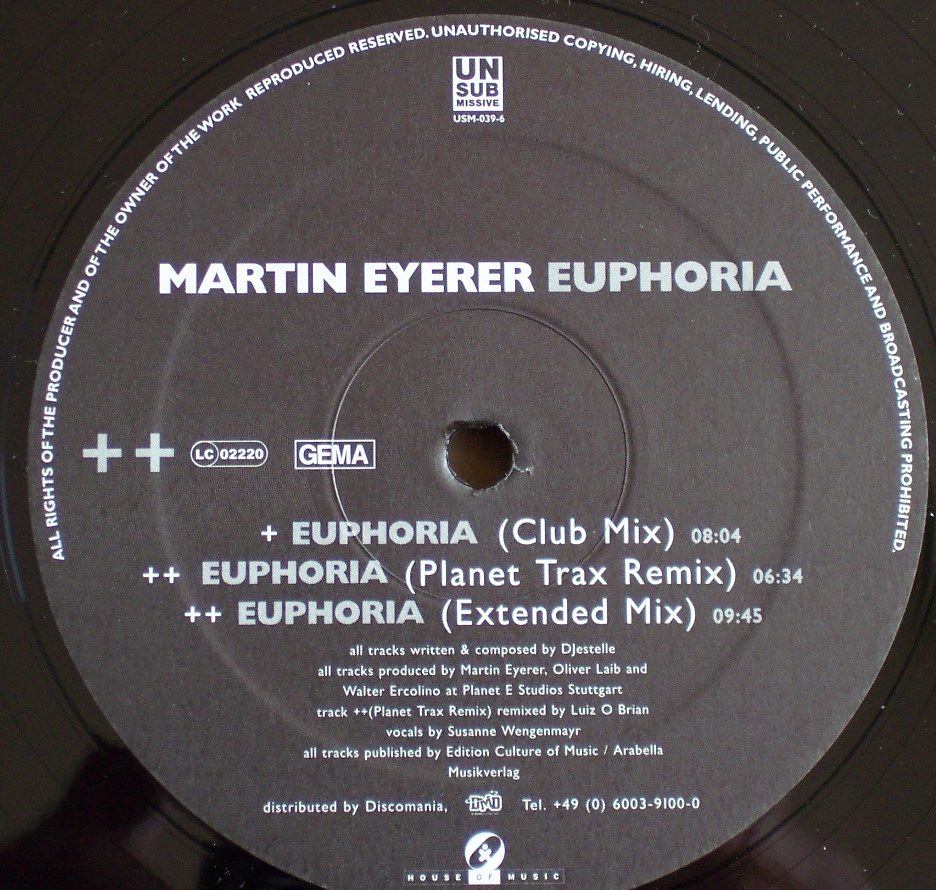 ALL RIGHTS OF THE PRODUCER AND OF THE OWNER OF THE WORK REPRODUCED RESERVED. UNAUTHORISED COPYING, HIRING, LENDING, PUBLIC PERFORMANCE AND BROADCASTING PROHIBITED.
UN
SUB
MISSIVE
USM-039-6
MARTIN EYERER EUPHORIA
++ LC 02220 GEMA
+ EUPHORIA (Club Mix) 08:04
++ EUPHORIA (Planet Trax Remix) 06:34
++ EUPHORIA (Extended Mix) 09:45
all tracks written & composed by DJestelle
all tracks produced by Martin Eyerer, Oliver Laib and
Walter Ercolino at Planet E Studios Stuttgart
track ++(Planet Trax Remix) remixed by Luiz O Brian
vocals by Susanne Wengenmayr
all tracks published by Edition Culture of Music / Arabella
Musikverlag
distributed by Discomania, DMD Tel. +49 (0) 6003-9100-0
HOUSE OF MUSIC